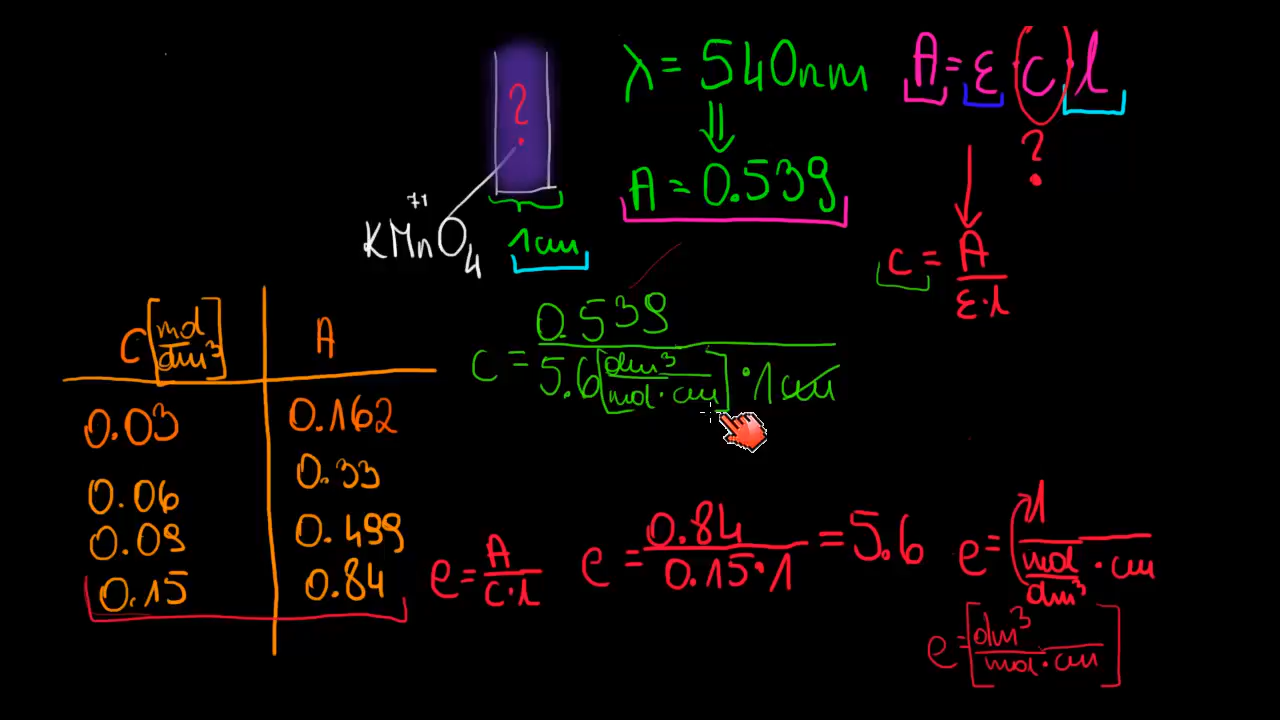 ?
λ = 540nm
A = ε c l
?
⇓
A = 0.539
KMnO₄
1cm
c = A / ε·l
c = 0.539 / 5.6 [dm³ / mol·cm] · 1cm
C [mol / dm³] A
0.03 0.162
0.06 0.33
0.09 0.499
0.15 0.84
e = A / c·l
e = 0.84 / 0.15·1 = 5.6
e = 1 / mol / dm³ · cm
e = [dm³ / mol·cm]